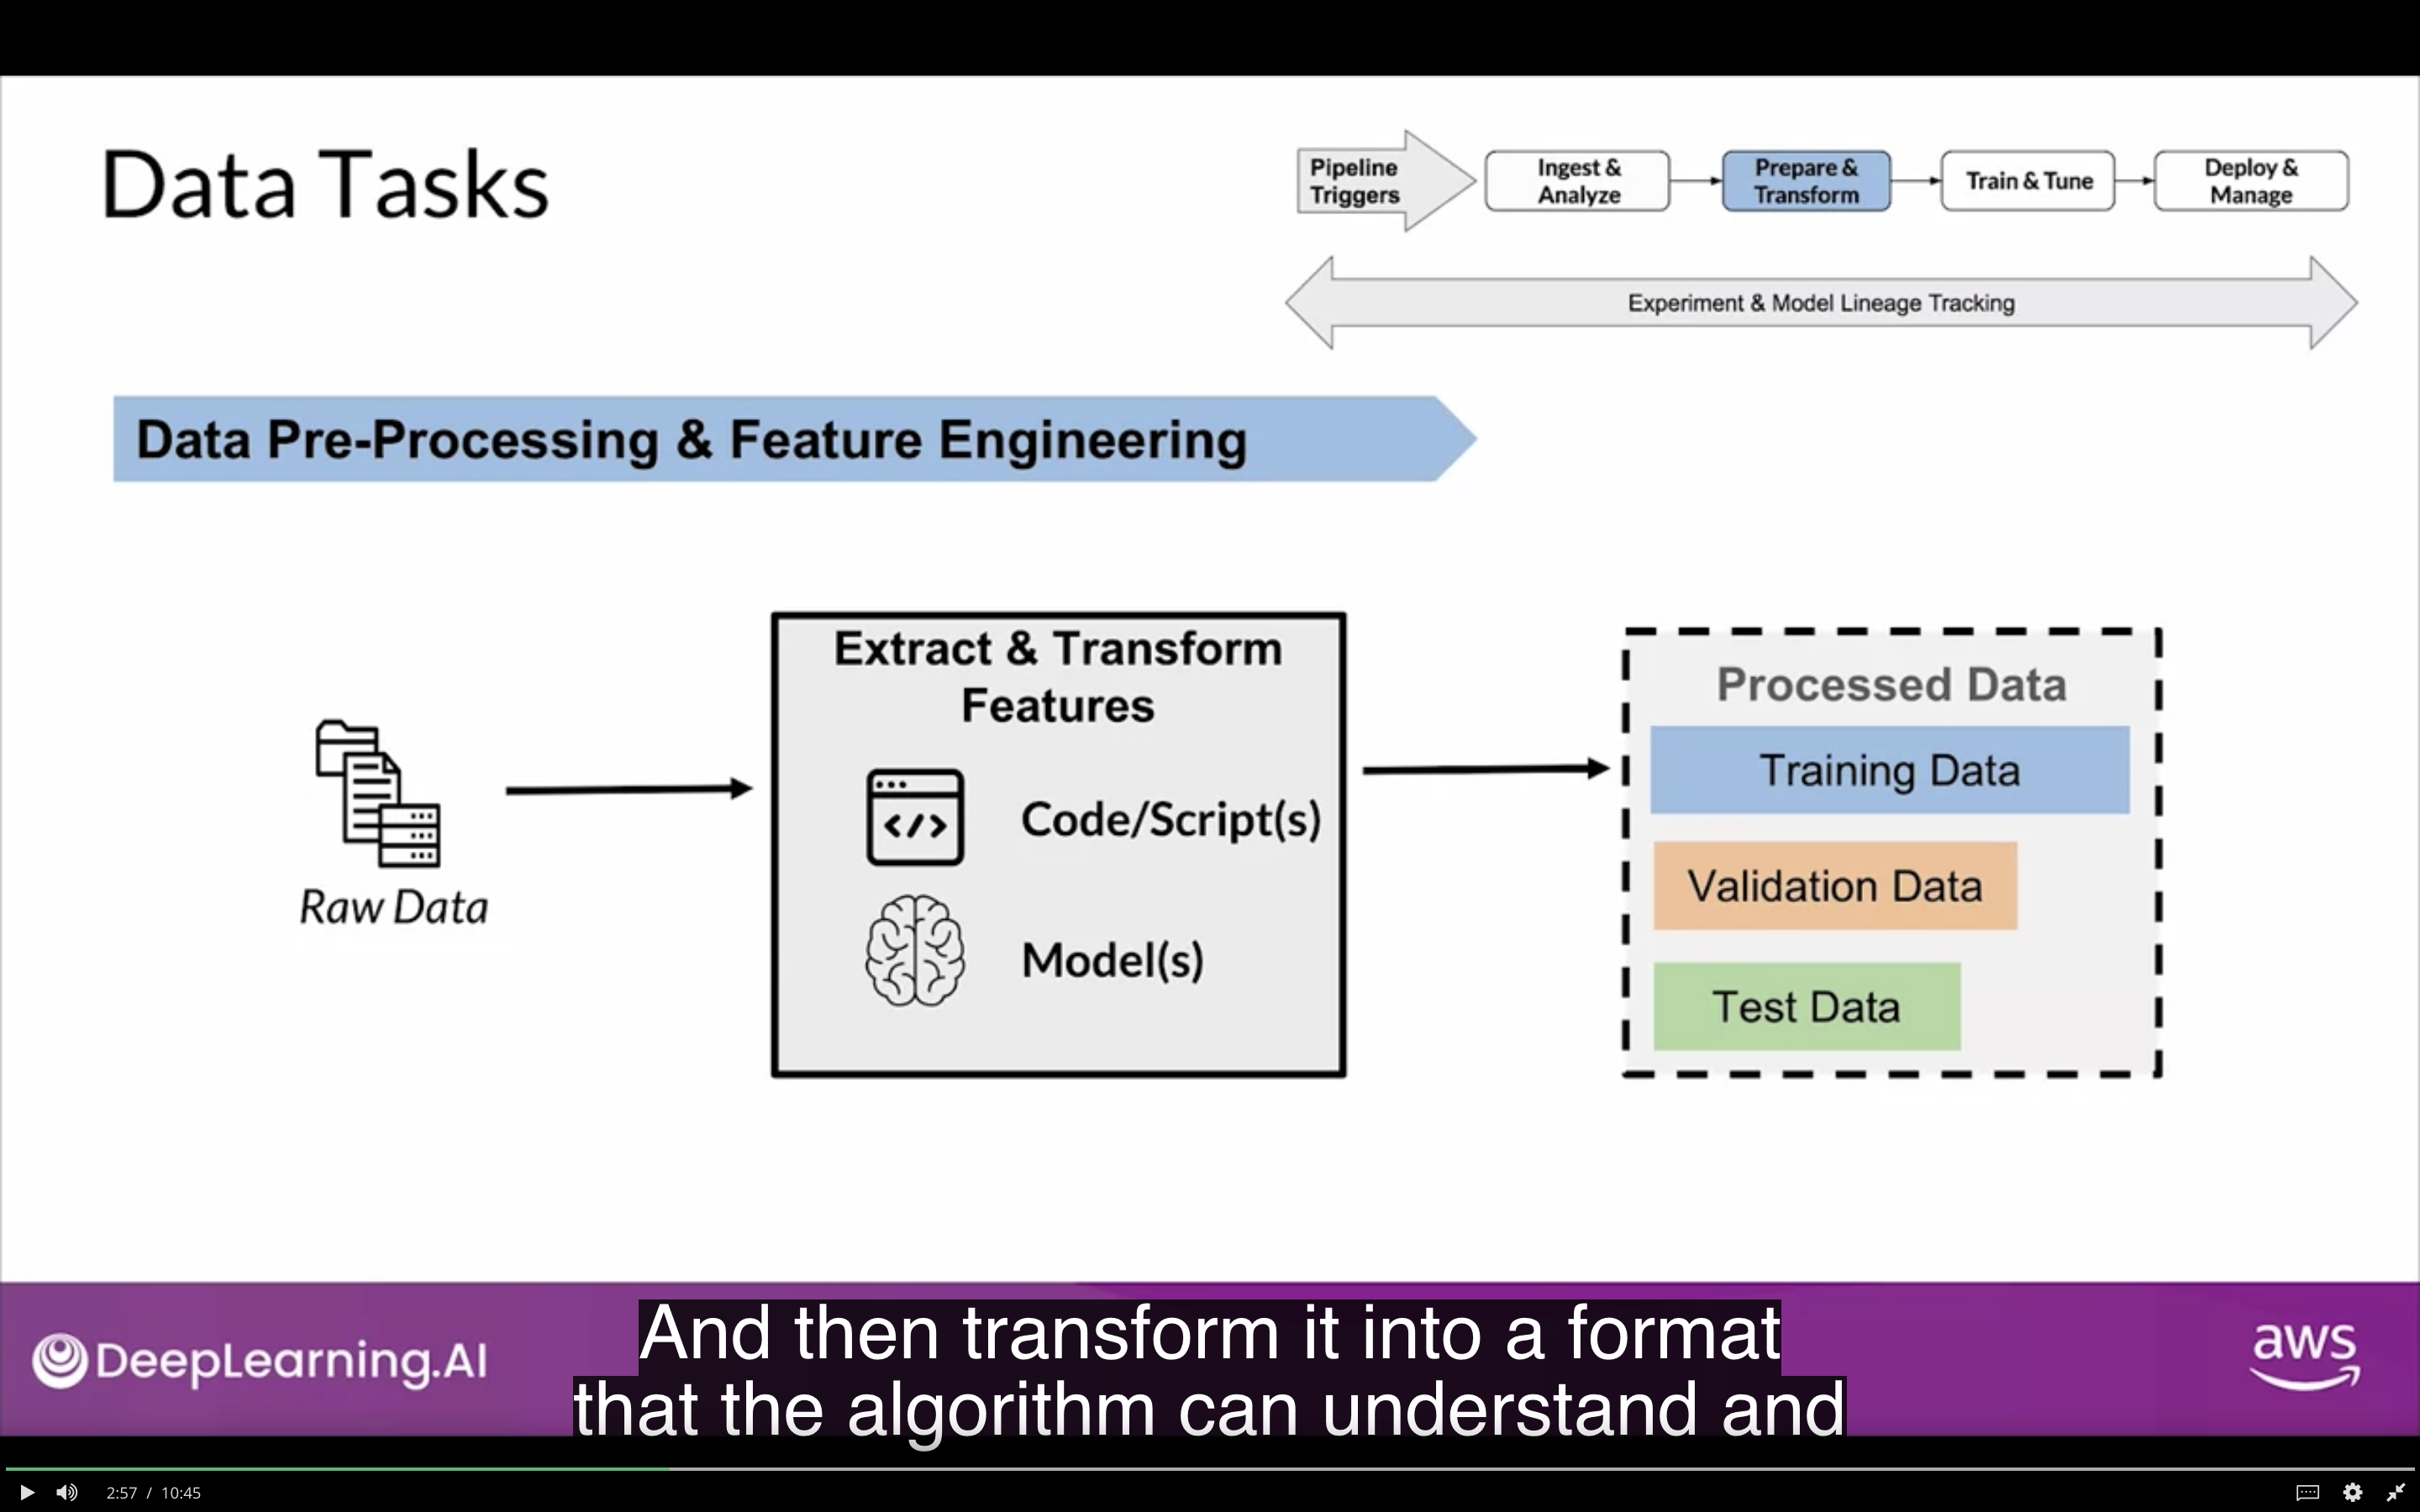 Data Tasks
Pipeline
Triggers
Ingest &
Analyze
Prepare &
Transform
Train & Tune
Deploy &
Manage
Experiment & Model Lineage Tracking
Data Pre-Processing & Feature Engineering
Raw Data
Extract & Transform
Features
</>
Code/Script(s)
Model(s)
Processed Data
Training Data
Validation Data
Test Data
DeepLearning.AI
And then transform it into a format
that the algorithm can understand and
aws
2:57 / 10:45